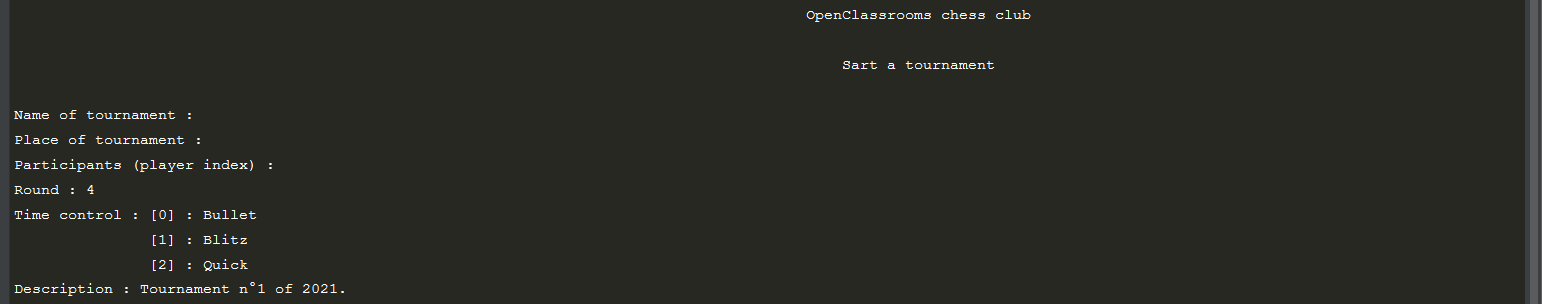 OpenClassrooms chess club
Sart a tournament
Name of tournament :
Place of tournament :
Participants (player index) :
Round : 4
Time control : [0] : Bullet
[1] : Blitz
[2] : Quick
Description : Tournament n°1 of 2021.